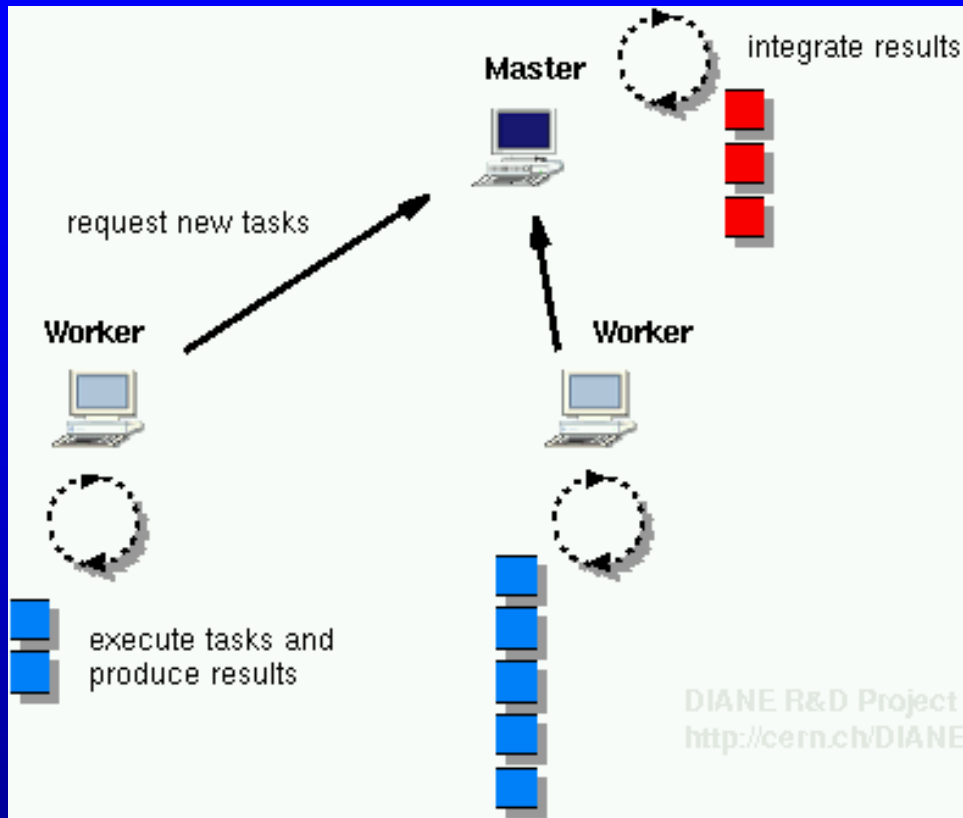 integrate results
Master
request new tasks
Worker
Worker
execute tasks and
produce results
DIANE R&D Project
http://cern.ch/DIANE